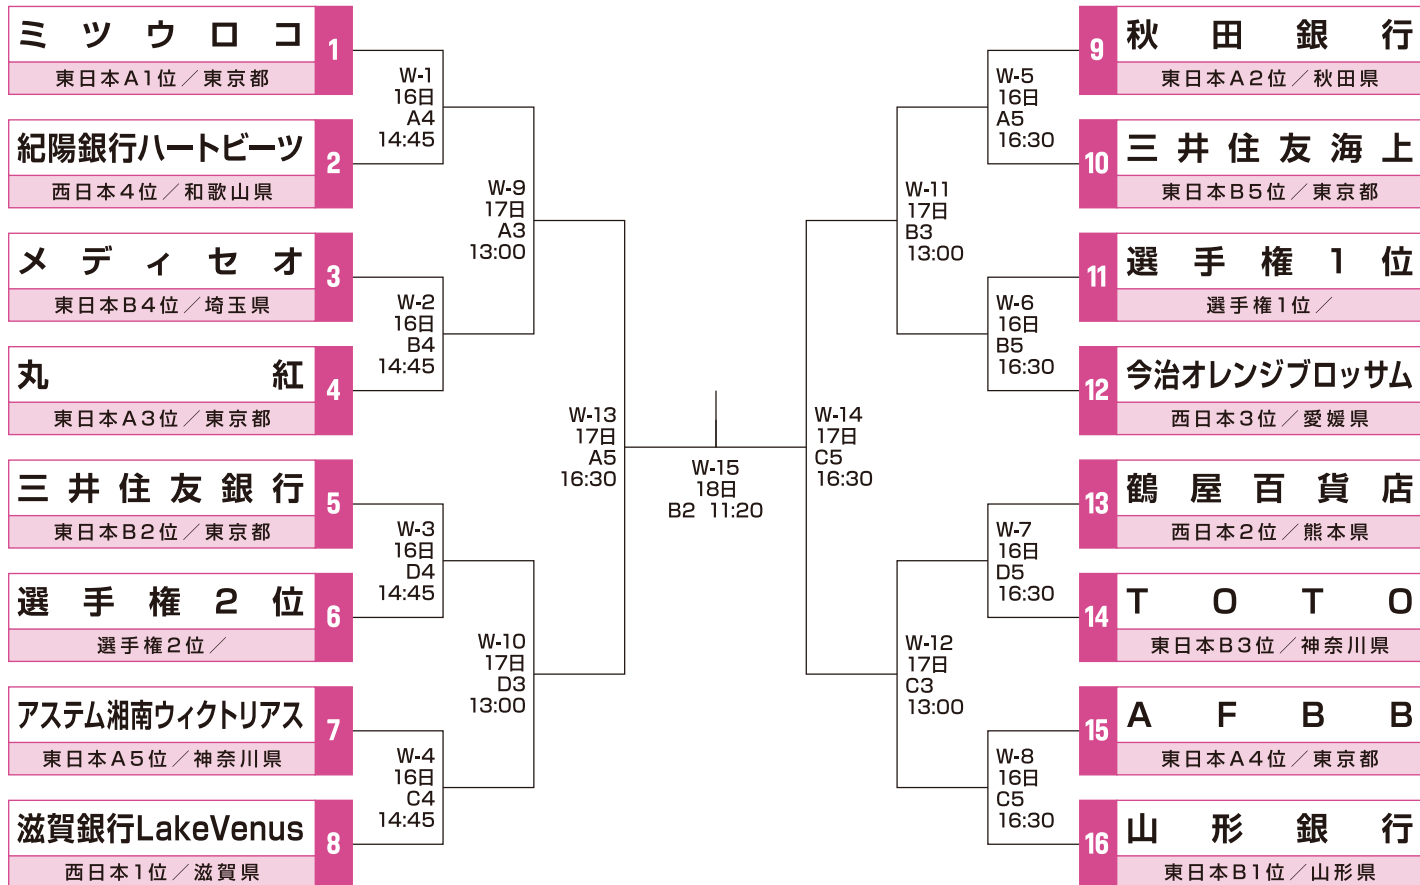 ミツウロコ
1
東日本A1位／東京都
紀陽銀行ハートビーツ
2
西日本4位／和歌山県
メディセオ
3
東日本B4位／埼玉県
丸紅
4
東日本A3位／東京都
三井住友銀行
5
東日本B2位／東京都
選手権2位
6
選手権2位／
アステム湘南ウィクトリアス
7
東日本A5位／神奈川県
滋賀銀行LakeVenus
8
西日本1位／滋賀県
W-1
16日
A4
14:45
W-2
16日
B4
14:45
W-3
16日
D4
14:45
W-4
16日
C4
14:45
W-9
17日
A3
13:00
W-10
17日
D3
13:00
W-13
17日
A5
16:30
W-15
18日
B2 11:20
W-14
17日
C5
16:30
W-11
17日
B3
13:00
W-12
17日
C3
13:00
W-5
16日
A5
16:30
W-6
16日
B5
16:30
W-7
16日
D5
16:30
W-8
16日
C5
16:30
9
秋田銀行
東日本A2位／秋田県
10
三井住友海上
東日本B5位／東京都
11
選手権1位
選手権1位／
12
今治オレンジブロッサム
西日本3位／愛媛県
13
鶴屋百貨店
西日本2位／熊本県
14
TOTO
東日本B3位／神奈川県
15
AFBB
東日本A4位／東京都
16
山形銀行
東日本B1位／山形県